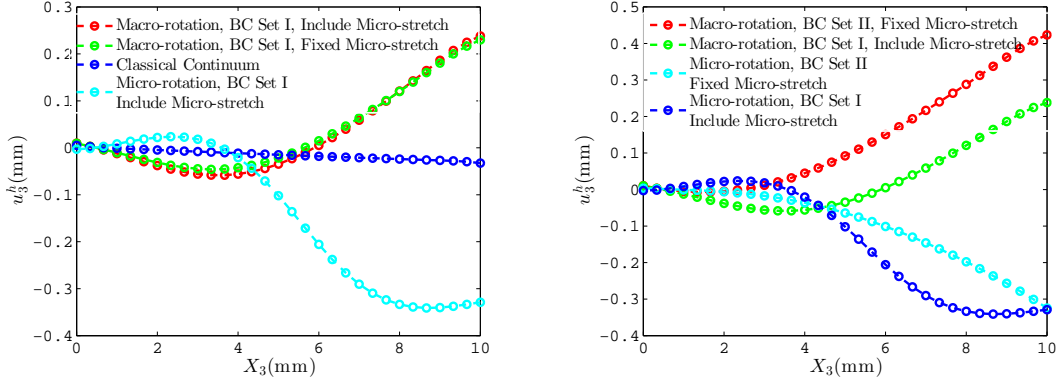 Macro-rotation, BC Set I, Include Micro-stretch
Macro-rotation, BC Set I, Fixed Micro-stretch
Classical Continuum
Micro-rotation, BC Set I
Include Micro-stretch
0.3
0.2
0.1
0
-0.1
-0.2
-0.3
-0.4
u₃ʰ(mm)
0 2 4 6 8 10
X₃(mm)
Macro-rotation, BC Set II, Fixed Micro-stretch
Macro-rotation, BC Set I, Include Micro-stretch
Micro-rotation, BC Set II
Fixed Micro-stretch
Micro-rotation, BC Set I
Include Micro-stretch
0.5
0.4
0.3
0.2
0.1
0
-0.1
-0.2
-0.3
-0.4
u₃ʰ(mm)
0 2 4 6 8 10
X₃(mm)